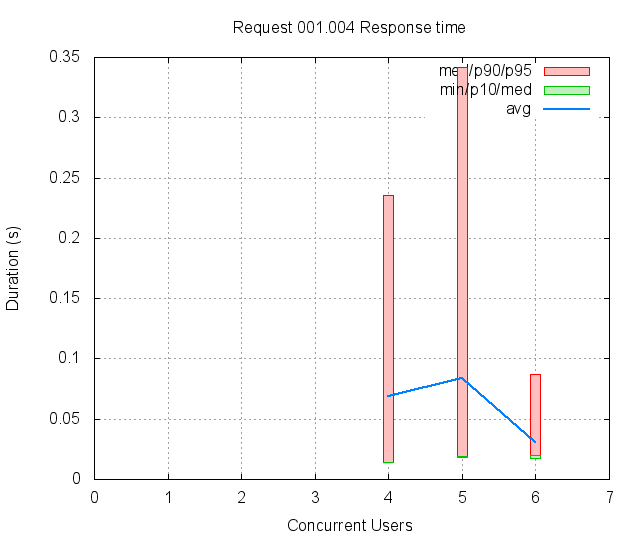 Request 001.004 Response time
0.35
0.3
0.25
0.2
0.15
0.1
0.05
0
Duration (s)
med/p90/p95
min/p10/med
avg
0 1 2 3 4 5 6 7
Concurrent Users